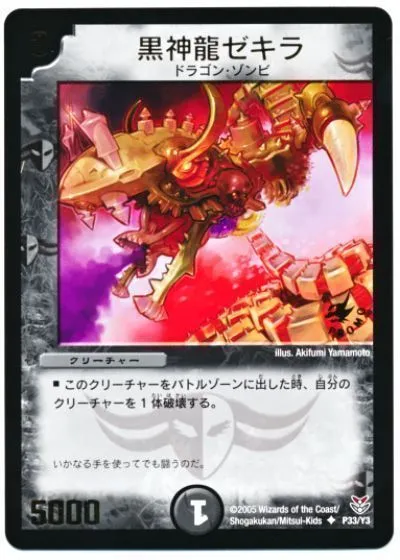 黒神龍ゼキラ
ドラゴン・ゾンビ
illus. Akifumi Yamamoto
クリーチャー
■ このクリーチャーをバトルゾーンに出した時、自分の
クリーチャーを1体破壊する。
いかなる手を使ってでも闘うのだ。
5000
1
©2005 Wizards of the Coast/
Shogakukan/Mitsui-Kids ◆ P33/Y3